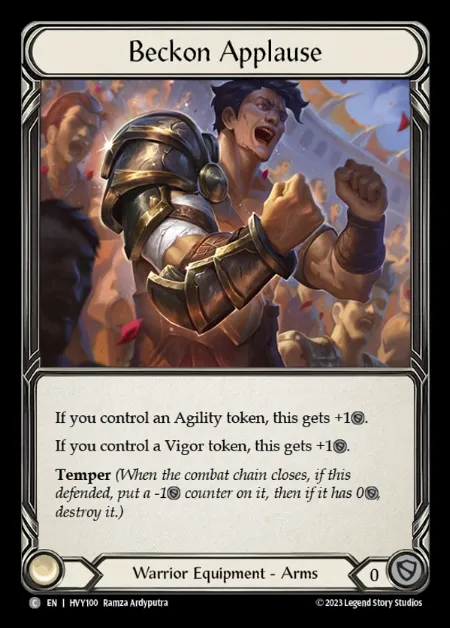 Beckon Applause
If you control an Agility token, this gets +1.
If you control a Vigor token, this gets +1.
Temper (When the combat chain closes, if this
defended, put a -1 counter on it, then if it has 0,
destroy it.)
Warrior Equipment - Arms
0
C EN | HVY100 Ramza Ardyputra
© 2023 Legend Story Studios